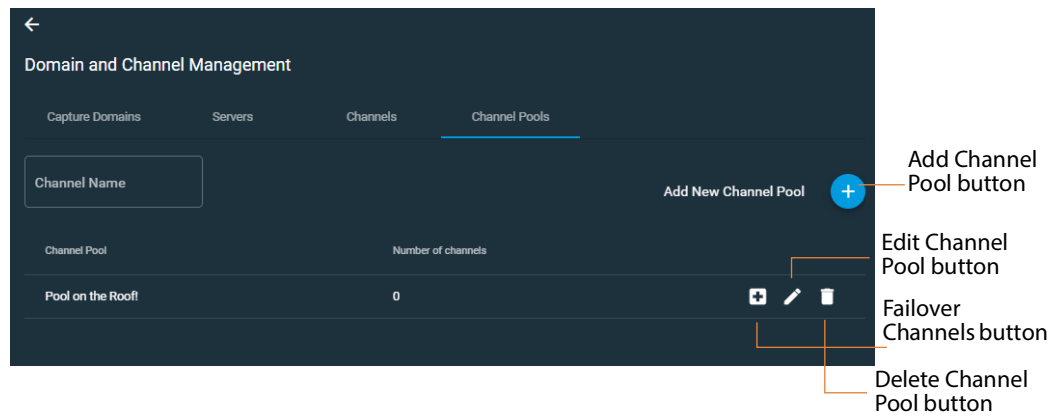 Domain and Channel Management
Capture Domains Servers Channels Channel Pools
Channel Name
Add New Channel Pool
Add Channel
Pool button
Channel Pool Number of channels
Edit Channel
Pool button
Pool on the Roof! 0
Failover
Channels button
Delete Channel
Pool button